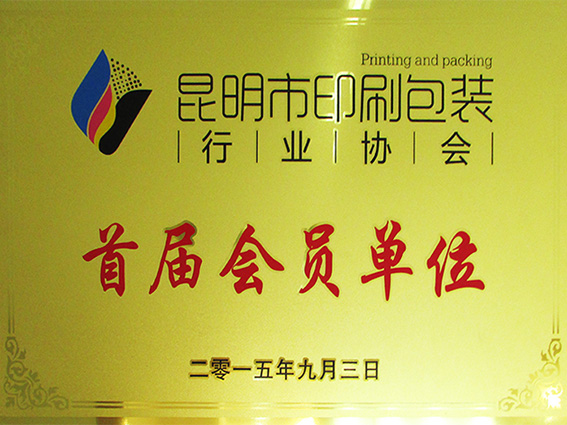 Printing and packing
昆明市印刷包装
行业协会
首届会员单位
二零一五年九月三日